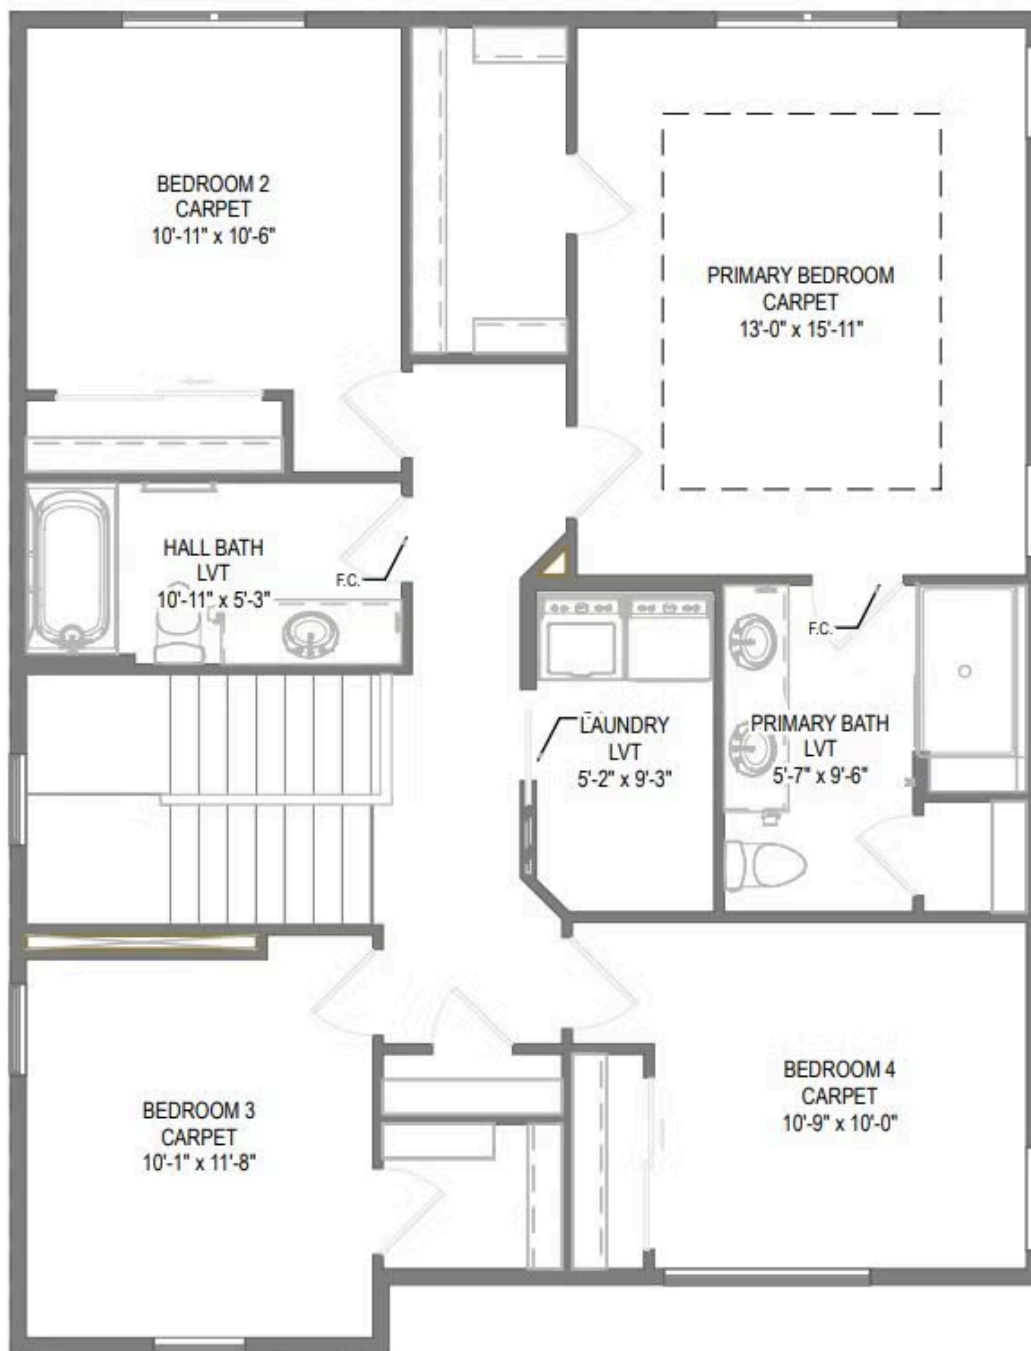 BEDROOM 2
CARPET
10'-11" x 10'-6"
PRIMARY BEDROOM
CARPET
13'-0" x 15'-11"
HALL BATH
LVT
10'-11" x 5'-3"
F.C.
F.C.
LAUNDRY
LVT
5'-2" x 9'-3"
PRIMARY BATH
LVT
5'-7" x 9'-6"
BEDROOM 3
CARPET
10'-1" x 11'-8"
BEDROOM 4
CARPET
10'-9" x 10'-0"